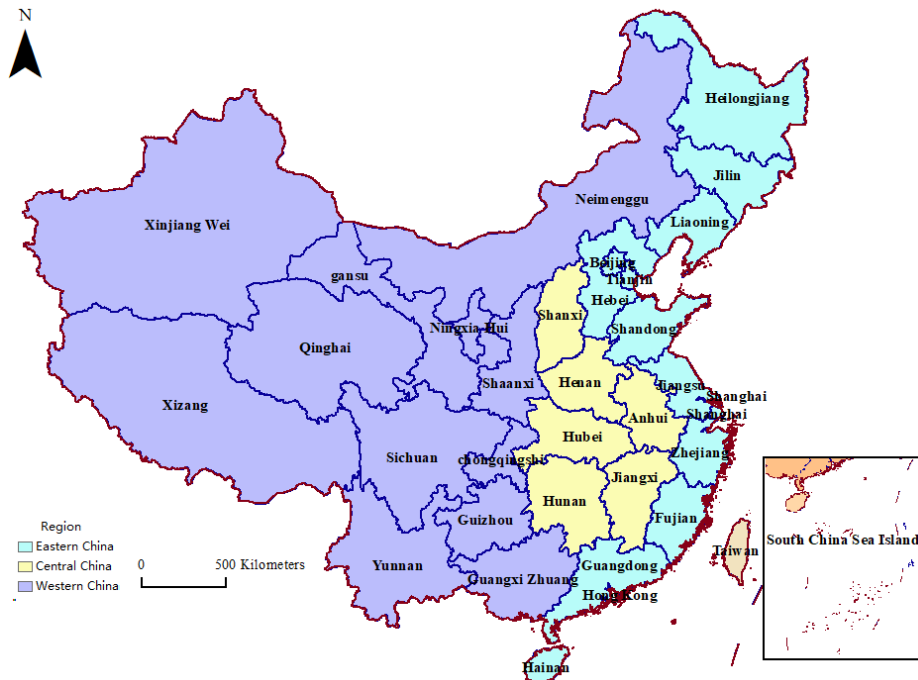 N
Heilongjiang
Jilin
Neimenggu
Liaoning
Xinjiang Wei
Beijing
gansu
Tianjin
Hebei
Shanxi
Ningxia Hui
Shandong
Qinghai
Shaanxi
Henan
Jiangsu
Shanghai
Xizang
Shanghai
Anhui
Hubei
Zhejiang
Sichuan
chongqingshi
Jiangxi
Hunan
Guizhou
Fujian
South China Sea Island
Region
Eastern China
Taiwan
Central China
0 500 Kilometers
Yunnan
Guangdong
Western China
Guangxi Zhuang
Hong Kong
Hainan